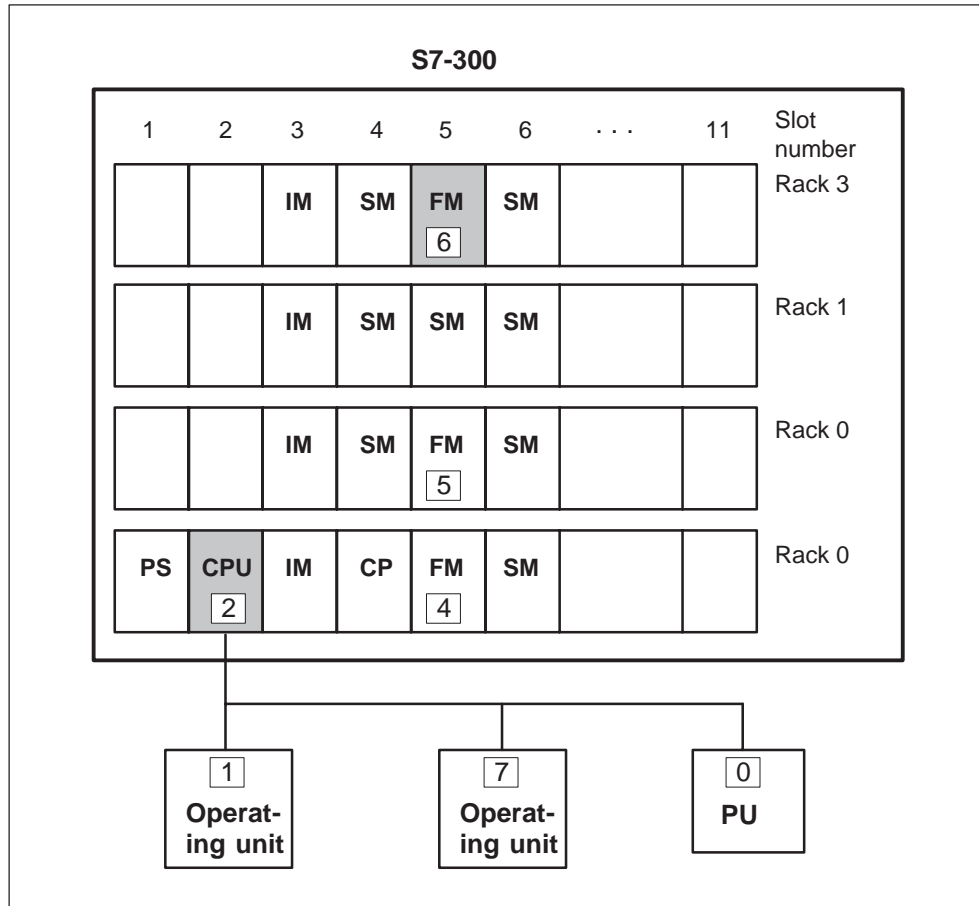 S7-300
1 2 3 4 5 6 . . . 11 Slot
number
Rack 3
IM SM FM SM
6
Rack 1
IM SM SM SM
Rack 0
IM SM FM SM
5
Rack 0
PS CPU IM CP FM SM
2 4
1 7 0
Operat- Operat- PU
ing unit ing unit